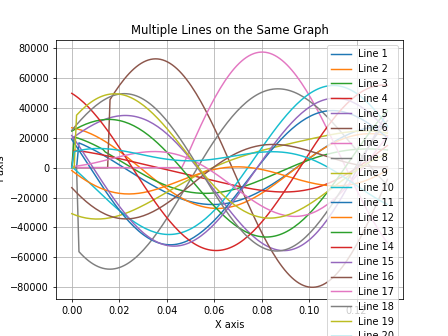 Multiple Lines on the Same Graph
80000
60000
40000
20000
0
−20000
−40000
−60000
−80000
0.00
0.02
0.04
0.06
0.08
0.10
X axis
Line 1
Line 2
Line 3
Line 4
Line 5
Line 6
Line 7
Line 8
Line 9
Line 10
Line 11
Line 12
Line 13
Line 14
Line 15
Line 16
Line 17
Line 18
Line 19
Line 20